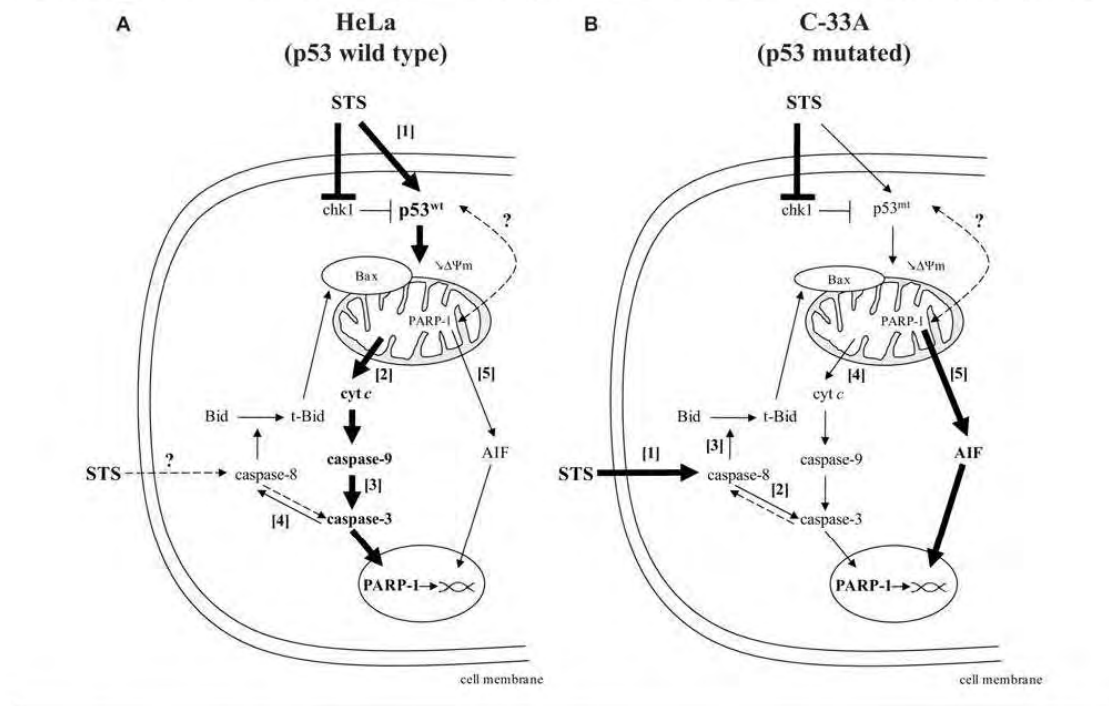 A
HeLa
(p53 wild type)
STS
[1]
chk1
p53wt
?
↘ΔΨm
Bax
PARP-1
[2]
[5]
cyt c
Bid
t-Bid
caspase-9
AIF
STS
?
caspase-8
[3]
[4]
caspase-3
PARP-1
cell membrane
B
C-33A
(p53 mutated)
STS
chk1
p53mt
?
↘ΔΨm
Bax
PARP-1
[4]
[5]
cyt c
Bid
t-Bid
[3]
caspase-9
AIF
STS
[1]
caspase-8
[2]
caspase-3
PARP-1
cell membrane